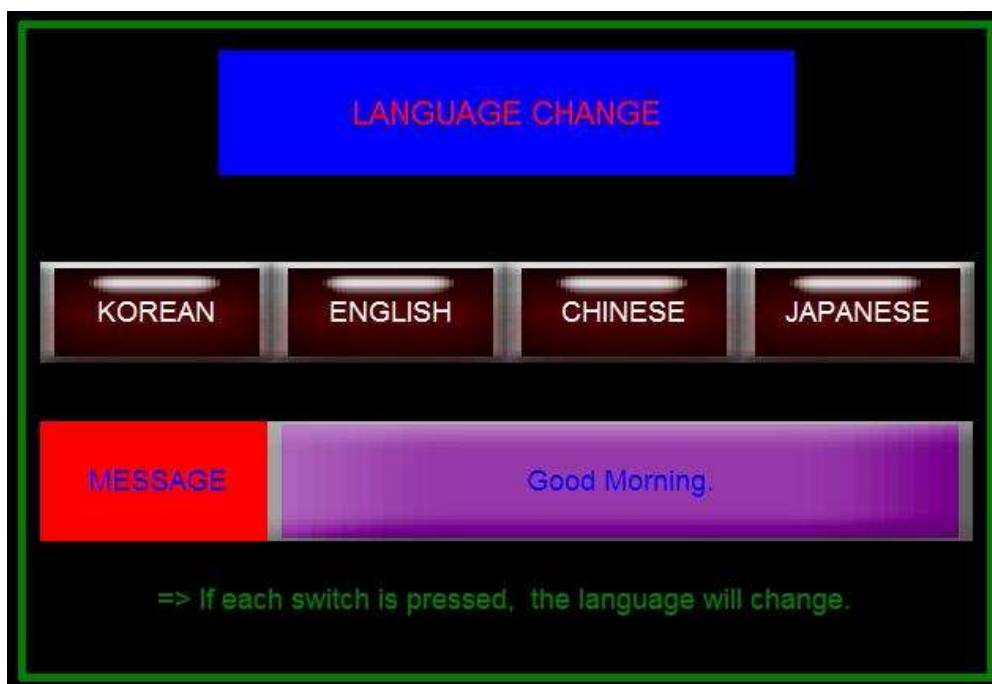 LANGUAGE CHANGE
KOREAN ENGLISH CHINESE JAPANESE
MESSAGE Good Morning.
=> If each switch is pressed, the language will change.